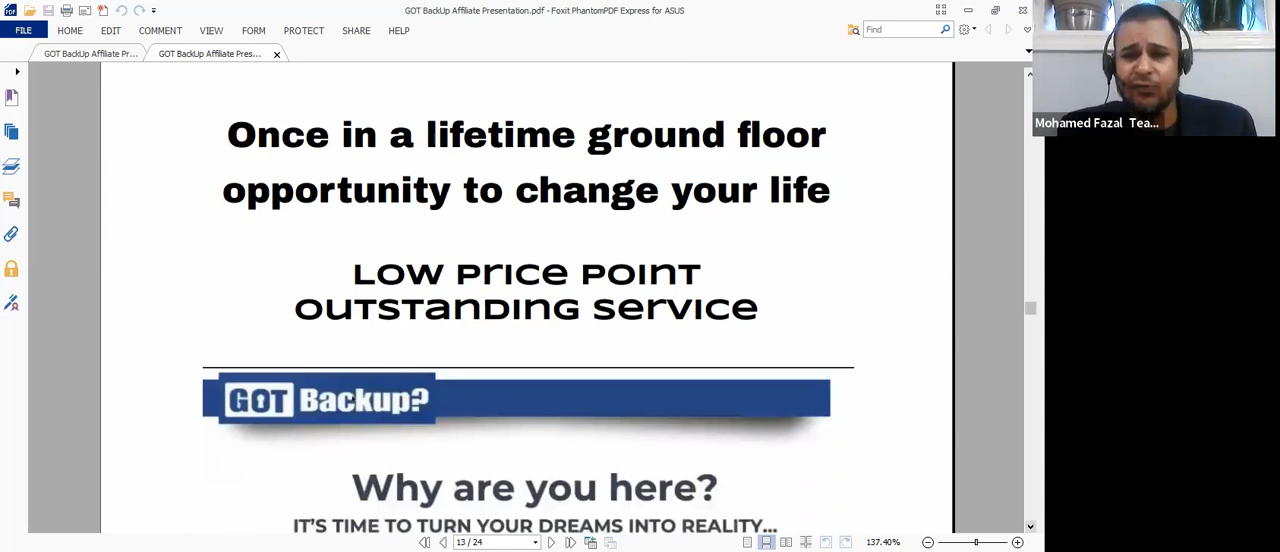 GOT BackUp Affiliate Presentation.pdf - Foxit PhantomPDF Express for ASUS
FILE HOME EDIT COMMENT VIEW FORM PROTECT SHARE HELP
Find
GOT BackUp Affiliate Pr...
GOT BackUp Affiliate Pres...
Mohamed Fazal Tea...
Once in a lifetime ground floor
opportunity to change your life
LOW PRICE POINT
OUTSTANDING SERVICE
GOT Backup?
Why are you here?
IT'S TIME TO TURN YOUR DREAMS INTO REALITY...
13 / 24
137.40%